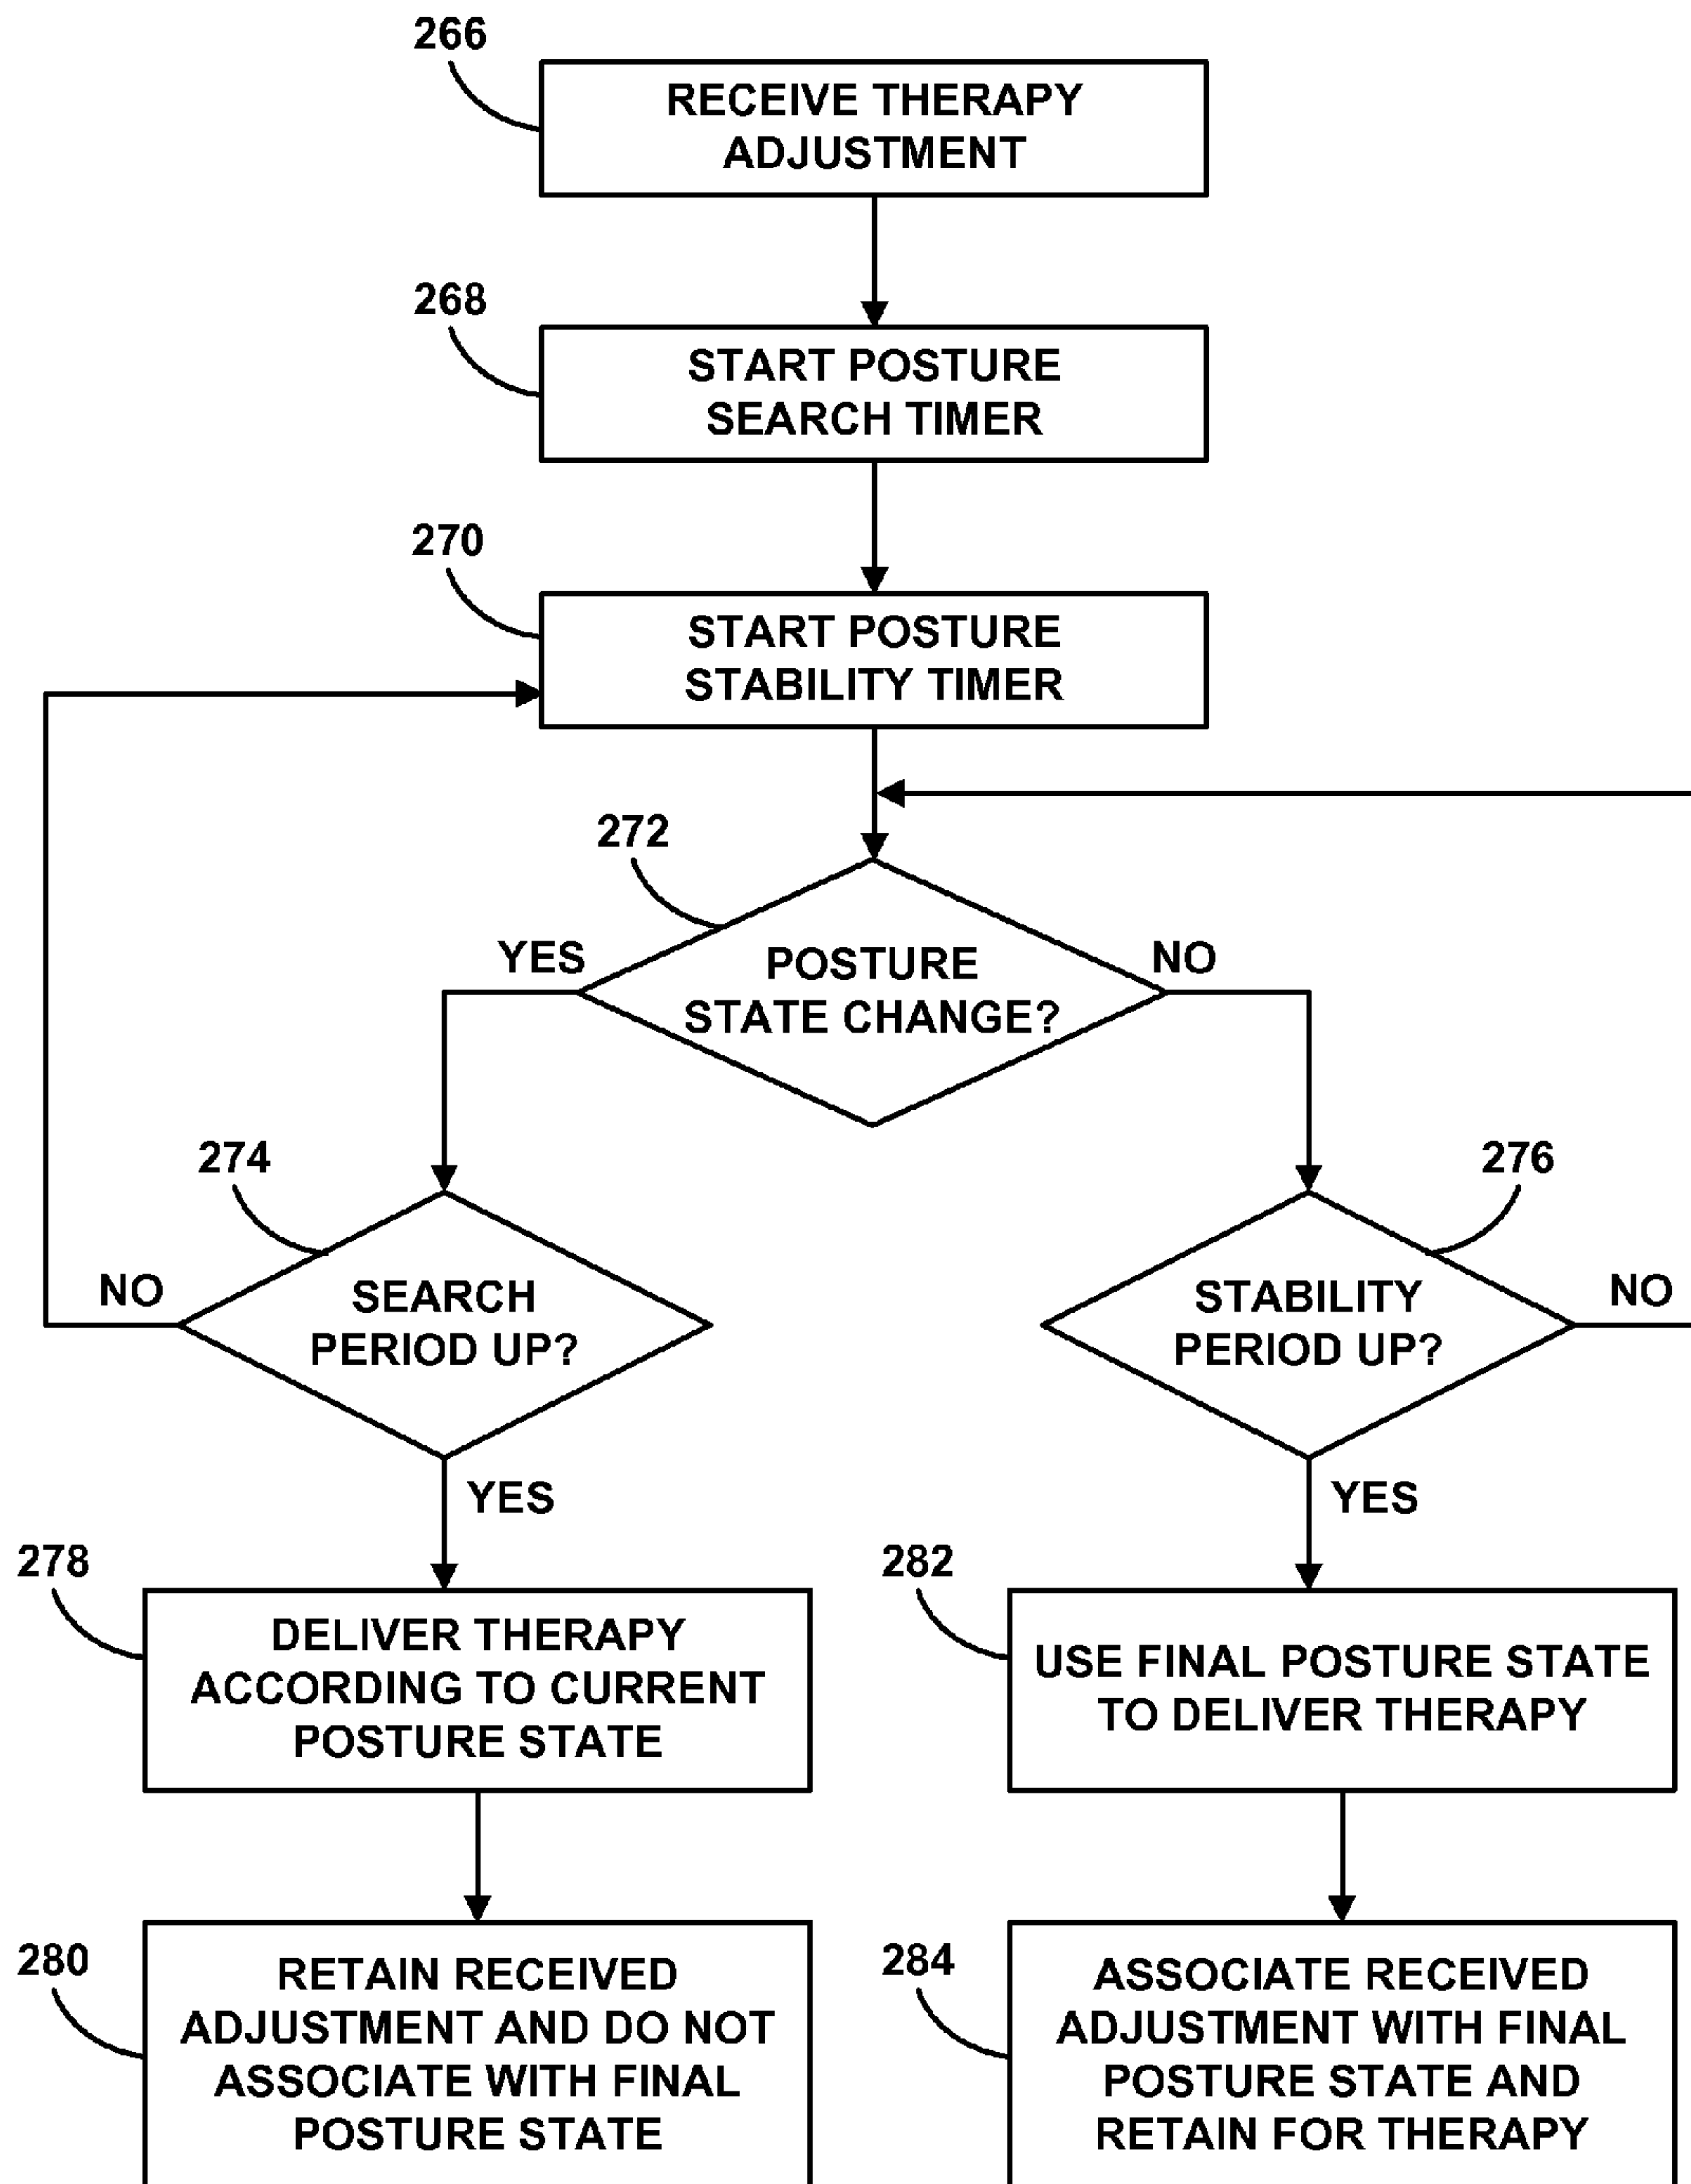 266
RECEIVE THERAPY
ADJUSTMENT
268
START POSTURE
SEARCH TIMER
270
START POSTURE
STABILITY TIMER
272
YES
POSTURE
STATE CHANGE?
NO
274
276
NO
SEARCH
PERIOD UP?
STABILITY
PERIOD UP?
NO
YES
YES
278
DELIVER THERAPY
ACCORDING TO CURRENT
POSTURE STATE
282
USE FINAL POSTURE STATE
TO DELIVER THERAPY
280
RETAIN RECEIVED
ADJUSTMENT AND DO NOT
ASSOCIATE WITH FINAL
POSTURE STATE
284
ASSOCIATE RECEIVED
ADJUSTMENT WITH FINAL
POSTURE STATE AND
RETAIN FOR THERAPY